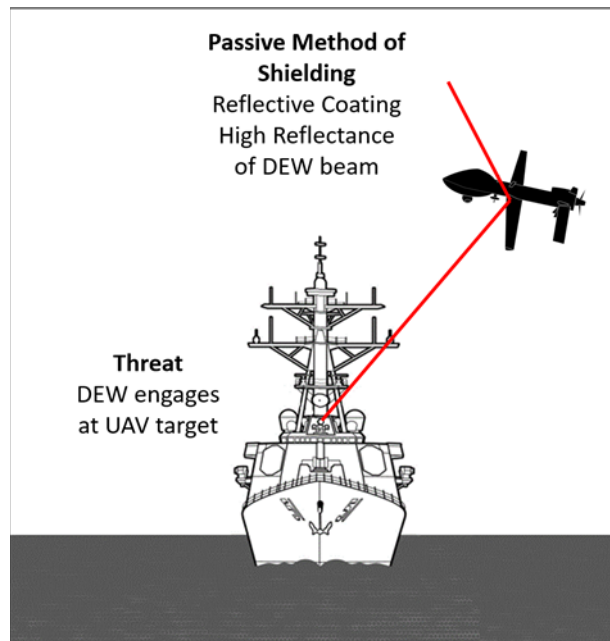 Passive Method of
Shielding
Reflective Coating
High Reflectance
of DEW beam
Threat
DEW engages
at UAV target